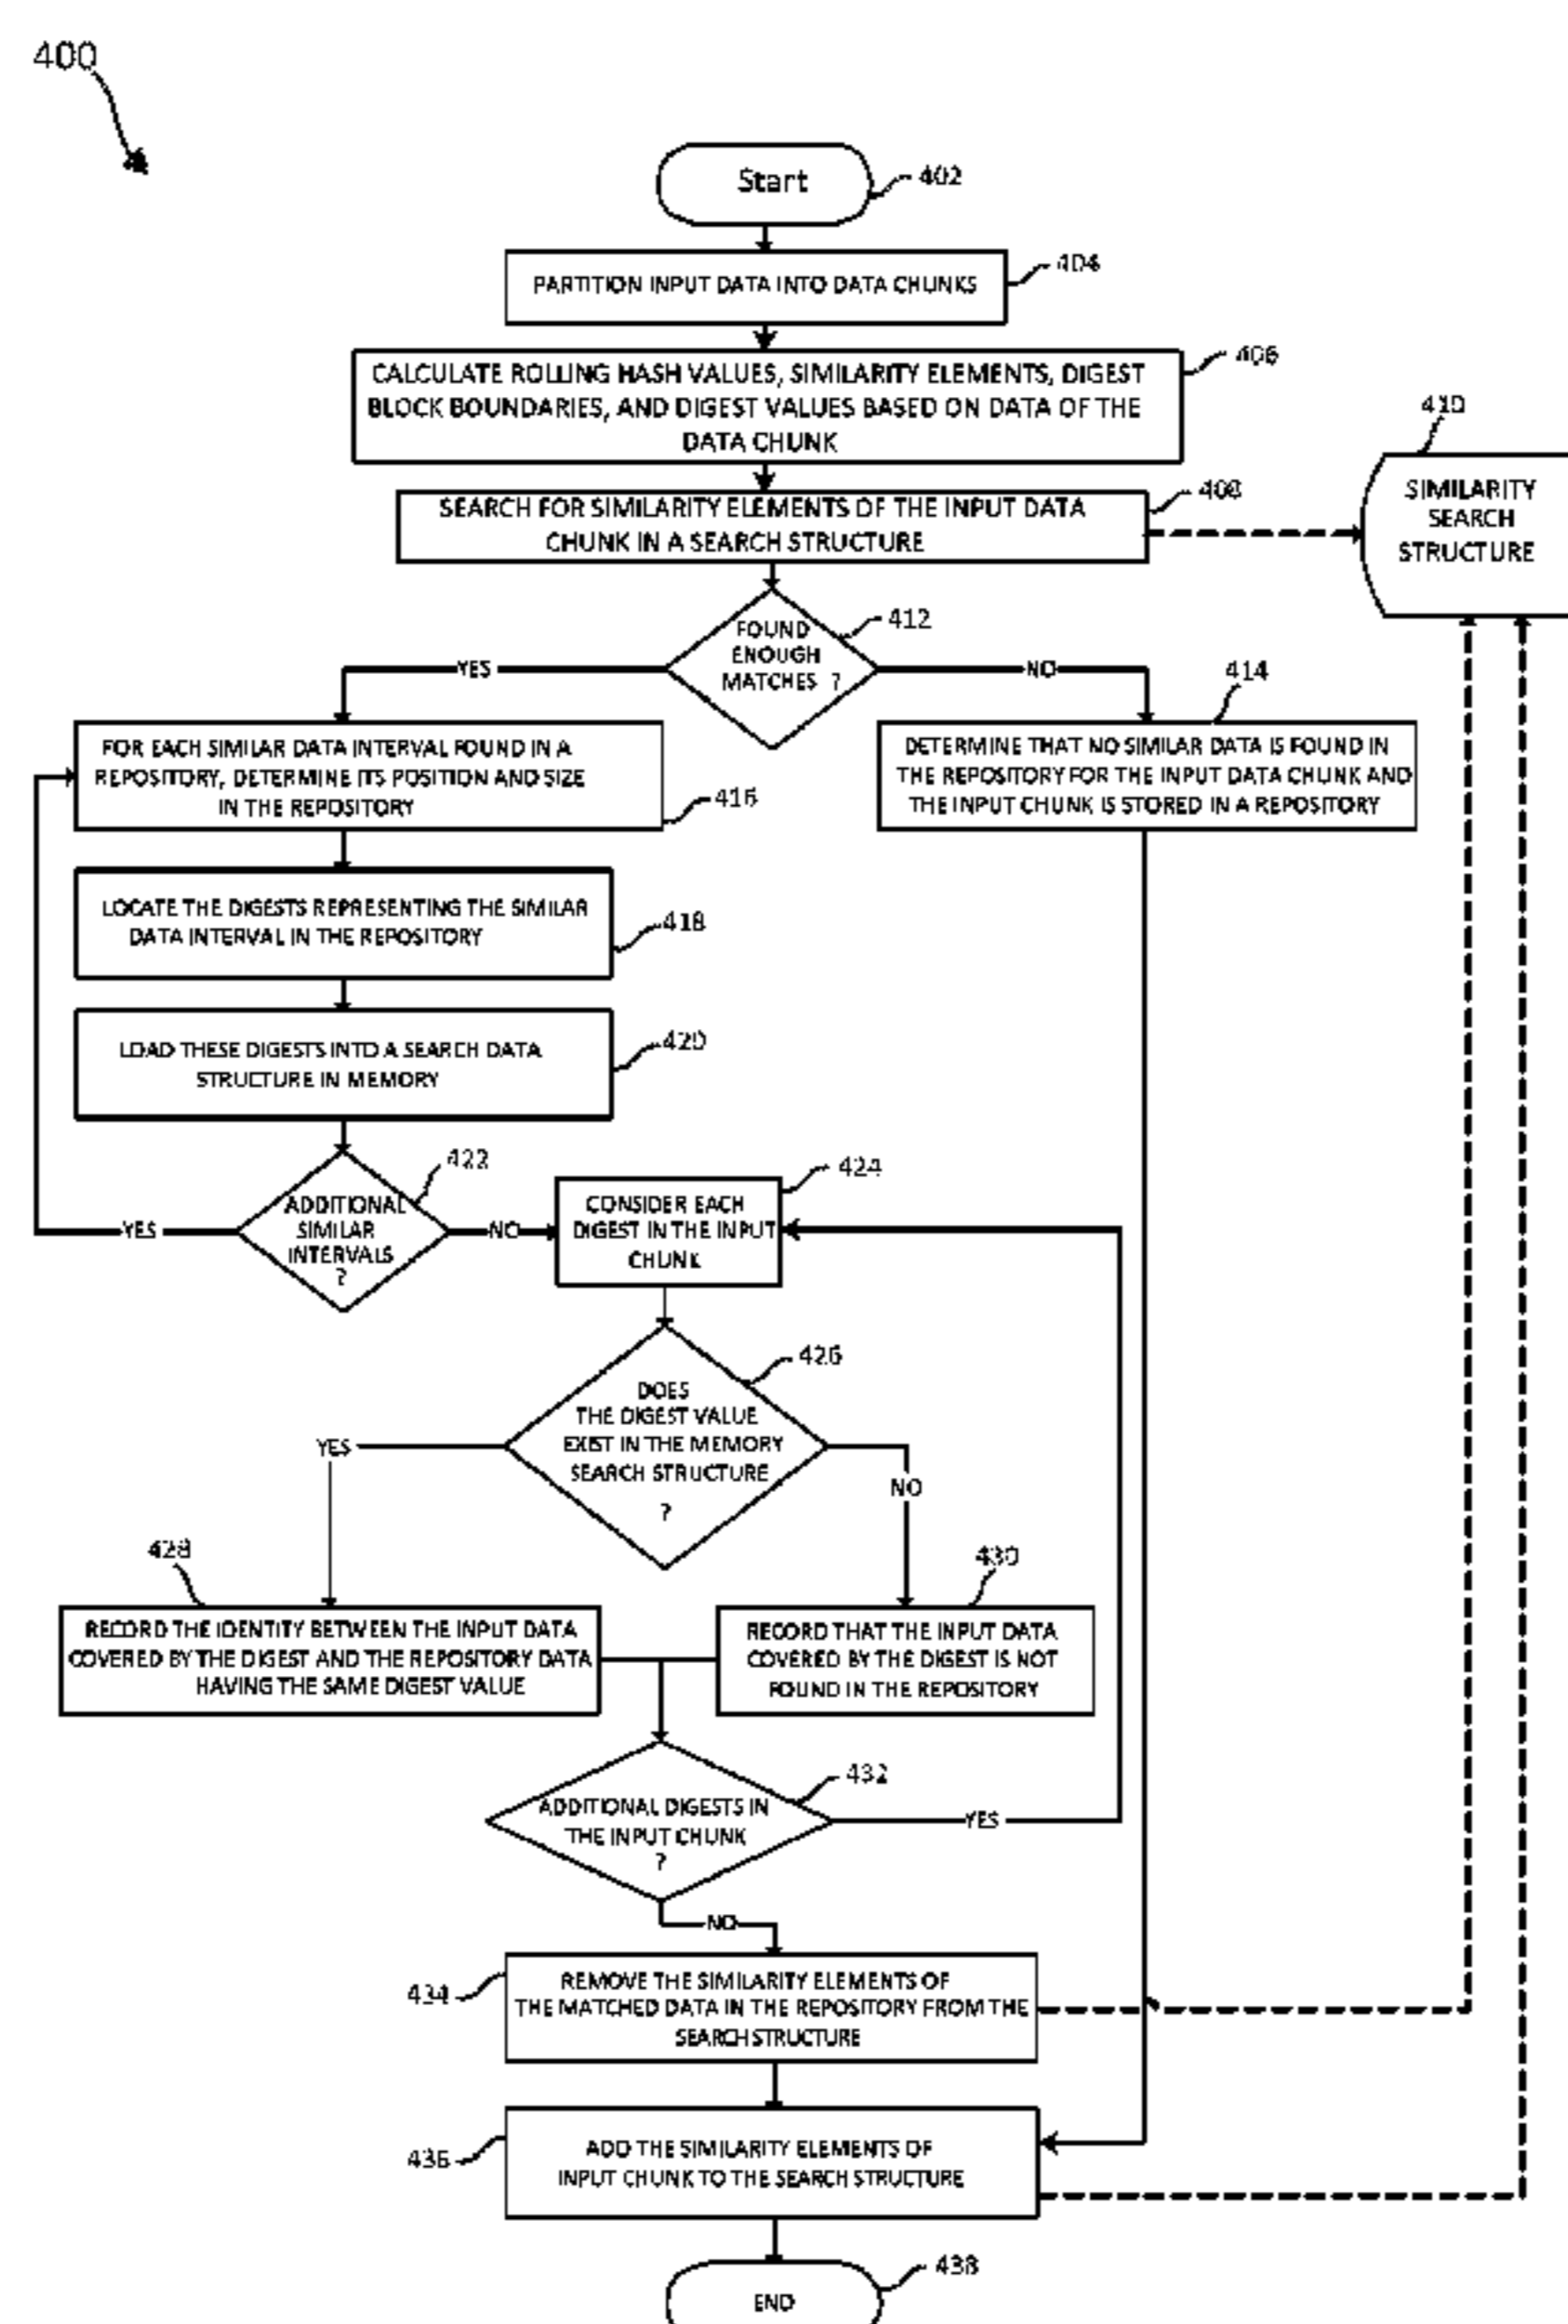 400
Start
402
PARTITION INPUT DATA INTO DATA CHUNKS
404
CALCULATE ROLLING HASH VALUES, SIMILARITY ELEMENTS, DIGEST
BLOCK BOUNDARIES, AND DIGEST VALUES BASED ON DATA OF THE
DATA CHUNK
406
SEARCH FOR SIMILARITY ELEMENTS OF THE INPUT DATA
CHUNK IN A SEARCH STRUCTURE
408
410
SIMILARITY
SEARCH
STRUCTURE
FOUND
ENOUGH
MATCHES ?
412
YES
NO
414
FOR EACH SIMILAR DATA INTERVAL FOUND IN A
REPOSITORY, DETERMINE ITS POSITION AND SIZE
IN THE REPOSITORY
416
DETERMINE THAT NO SIMILAR DATA IS FOUND IN
THE REPOSITORY FOR THE INPUT DATA CHUNK AND
THE INPUT CHUNK IS STORED IN A REPOSITORY
LOCATE THE DIGESTS REPRESENTING THE SIMILAR
DATA INTERVAL IN THE REPOSITORY
418
LOAD THESE DIGESTS INTO A SEARCH DATA
STRUCTURE IN MEMORY
420
ADDITIONAL
SIMILAR
INTERVALS
?
422
YES
NO
CONSIDER EACH
DIGEST IN THE INPUT
CHUNK
424
DOES
THE DIGEST VALUE
EXIST IN THE MEMORY
SEARCH STRUCTURE
?
426
YES
NO
428
RECORD THE IDENTITY BETWEEN THE INPUT DATA
COVERED BY THE DIGEST AND THE REPOSITORY DATA
HAVING THE SAME DIGEST VALUE
430
RECORD THAT THE INPUT DATA
COVERED BY THE DIGEST IS NOT
FOUND IN THE REPOSITORY
ADDITIONAL DIGESTS IN
THE INPUT CHUNK
?
432
YES
NO
434
REMOVE THE SIMILARITY ELEMENTS OF
THE MATCHED DATA IN THE REPOSITORY FROM THE
SEARCH STRUCTURE
436
ADD THE SIMILARITY ELEMENTS OF
INPUT CHUNK TO THE SEARCH STRUCTURE
END
438